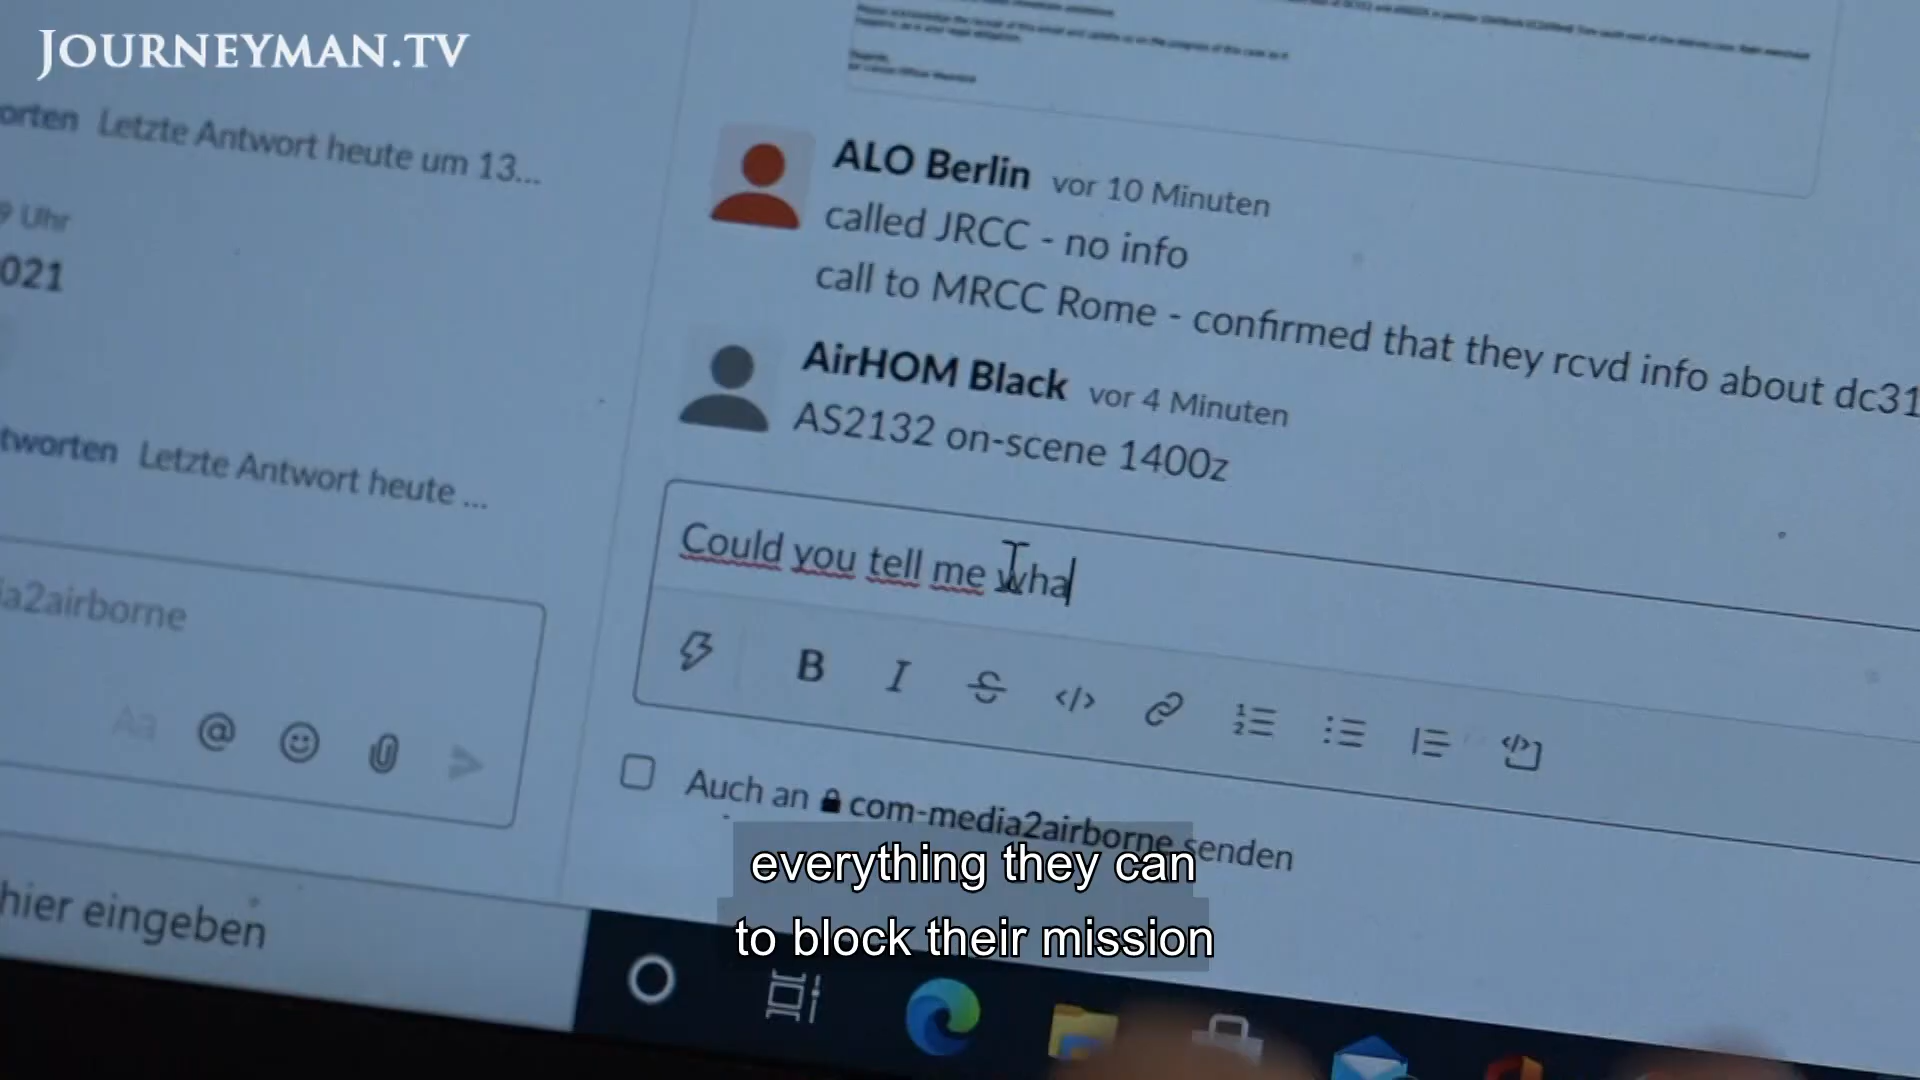 JOURNEYMAN.TV
orten Letzte Antwort heute um 13...
9 Uhr
021
tworten Letzte Antwort heute ...
a2airborne
Aa
hier eingeben
ALO Berlin vor 10 Minuten
called JRCC - no info
call to MRCC Rome - confirmed that they rcvd info about dc31
AirHOM Black vor 4 Minuten
AS2132 on-scene 1400z
Could you tell me wha
B I S </>
Auch an com-media2airborne senden
everything they can
to block their mission